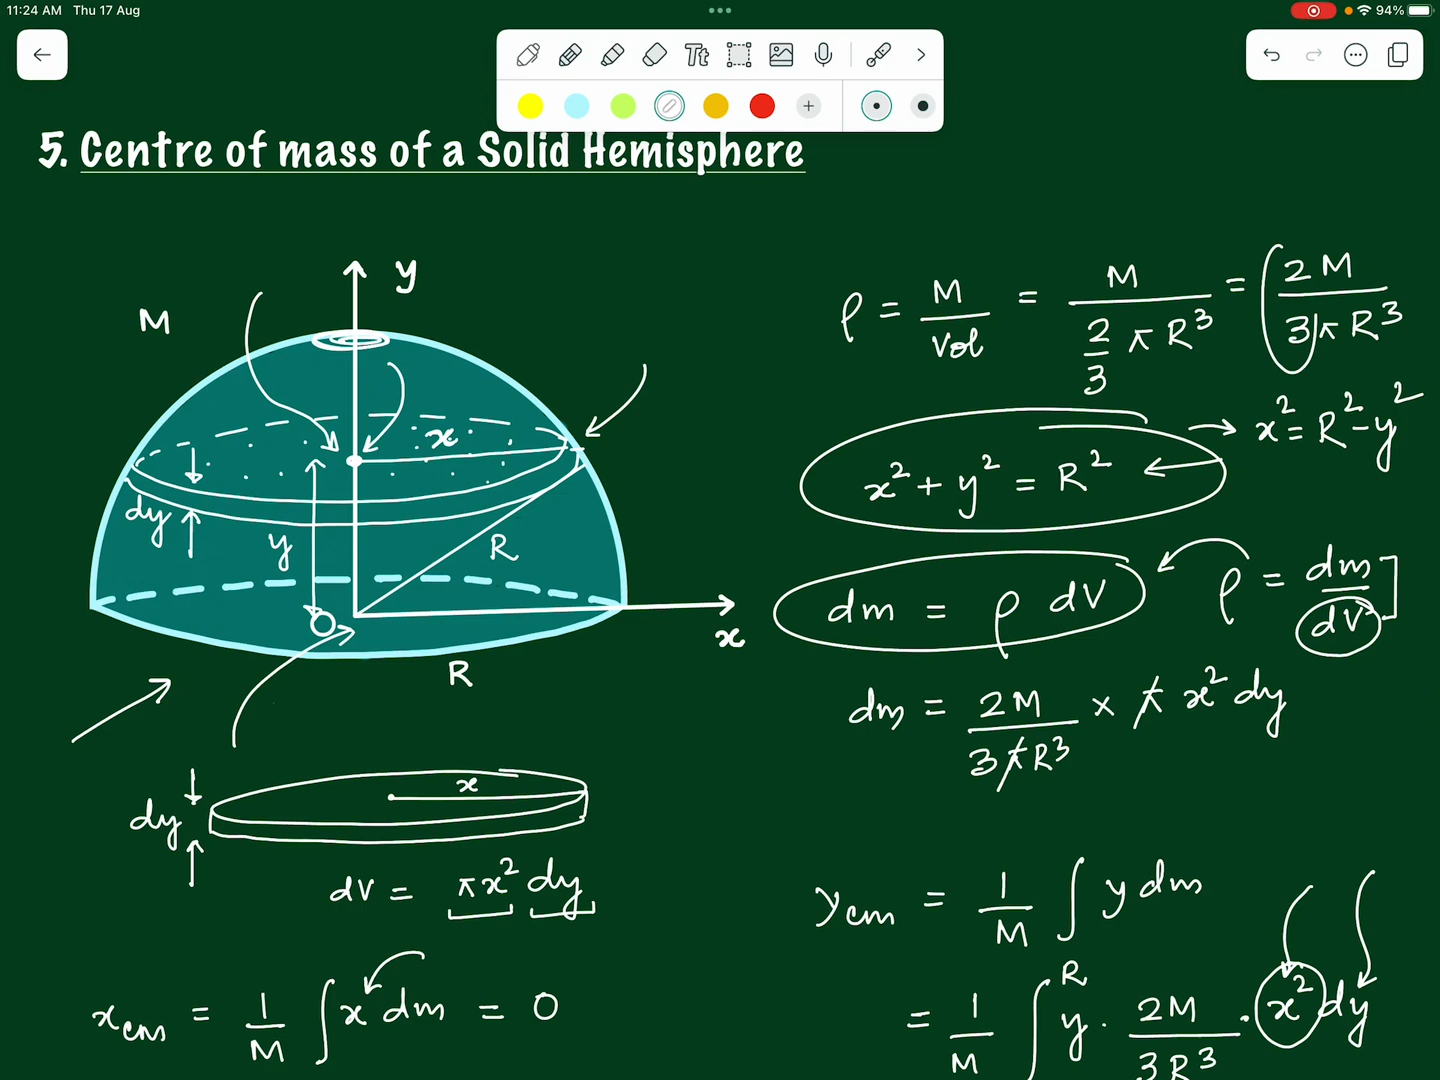 11:24 AM Thu 17 Aug
94%
Tt
5. Centre of mass of a Solid Hemisphere
y
M
x
dy
y
R
O
x
R
dy
x
dV = πx² dy
x_cm = 1/M ∫ x dm = 0
ρ = M/Vol = M/(2/3 π R³) = 2M/(3πR³)
x² + y² = R²
→ x² = R² - y²
dm = ρ dV
ρ = dm/dV
dm = 2M/(3πR³) × π x² dy
y_cm = 1/M ∫ y dm
= 1/M ∫^R y · 2M/(3R³) · x² dy